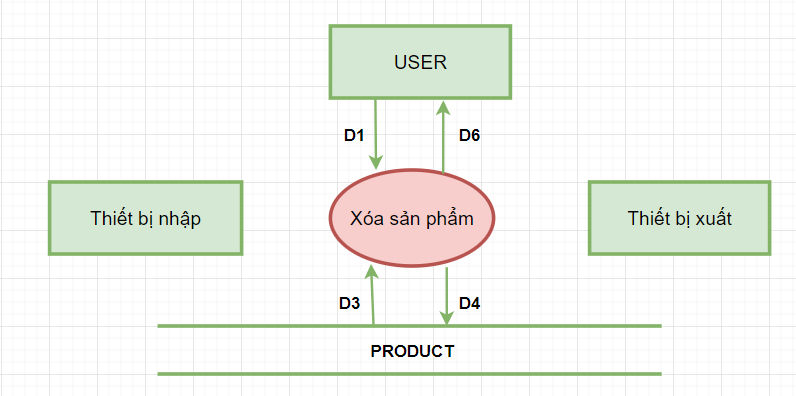 USER
D1
D6
Thiết bị nhập
Xóa sản phẩm
Thiết bị xuất
D3
D4
PRODUCT